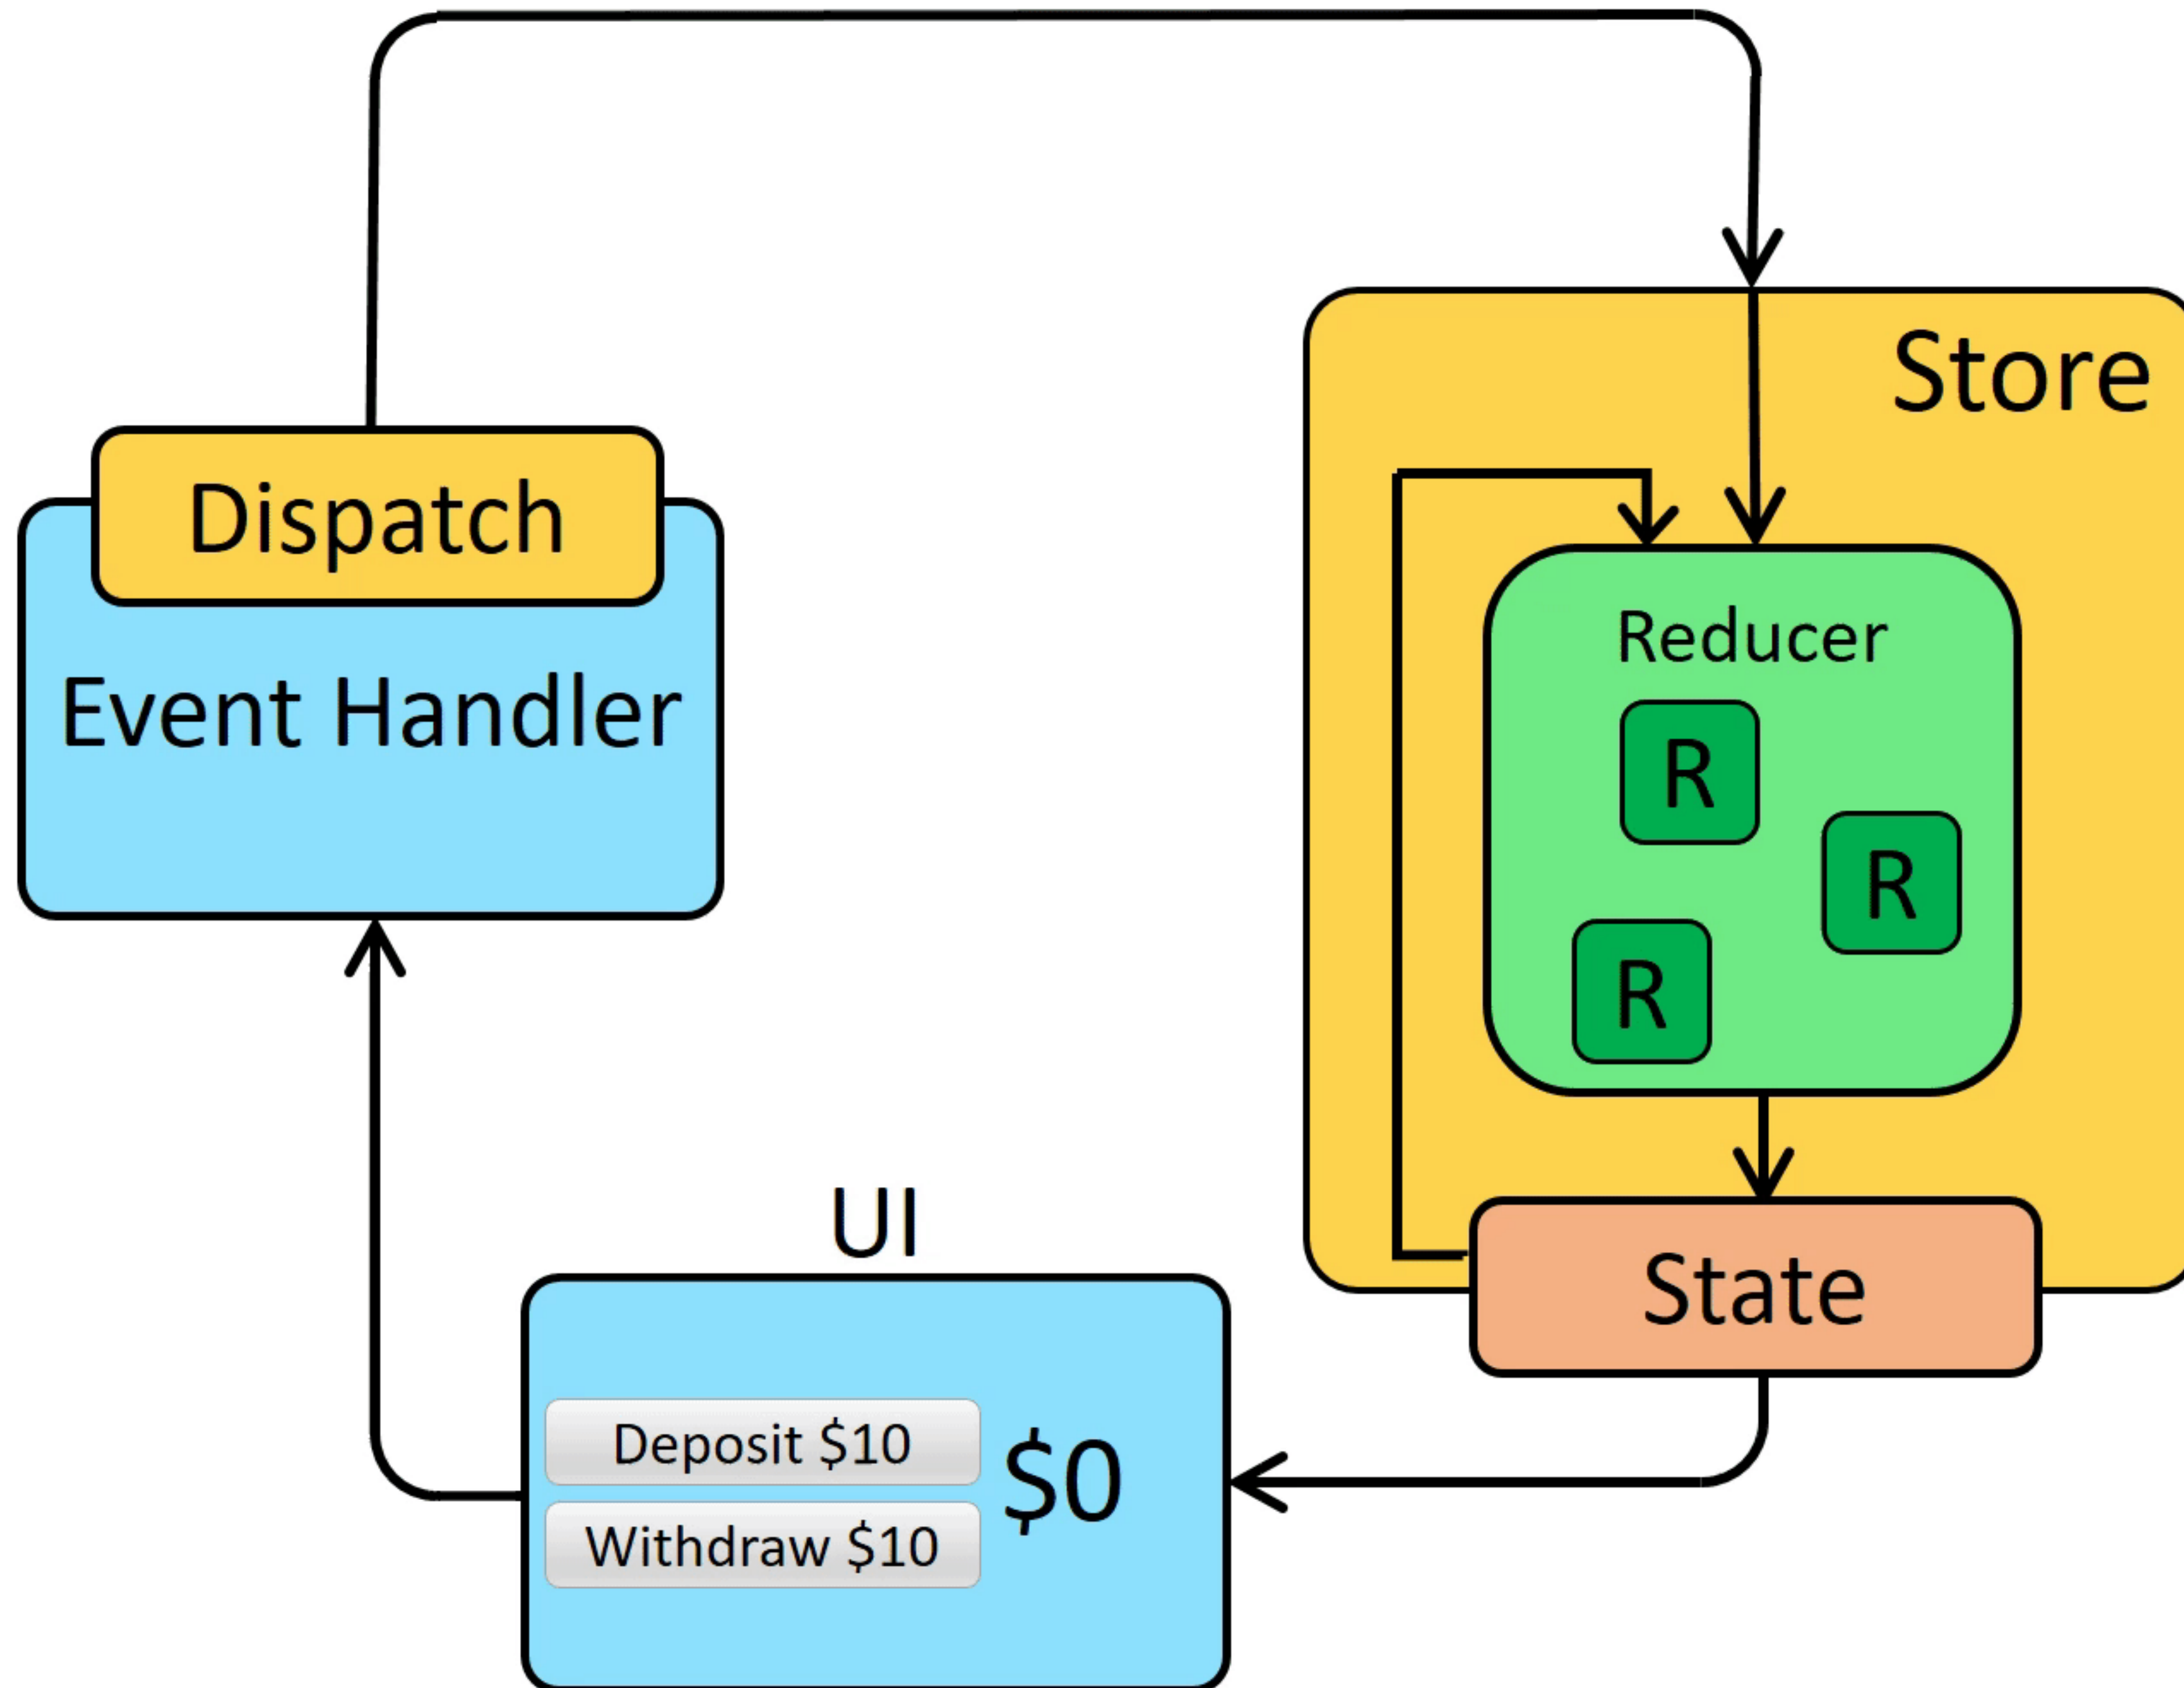 Store
Dispatch
Event Handler
Reducer
R
R
R
UI
State
Deposit $10
$0
Withdraw $10